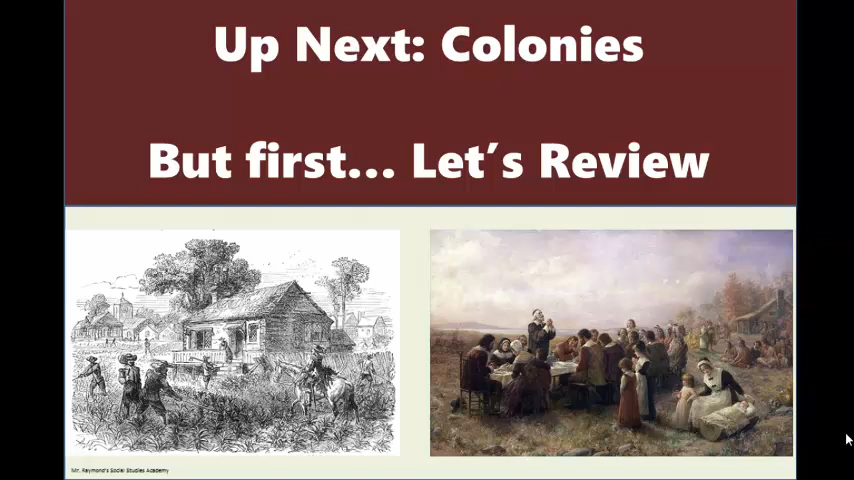 Up Next: Colonies
But first... Let's Review
Mr. Raymond's Social Studies Academy